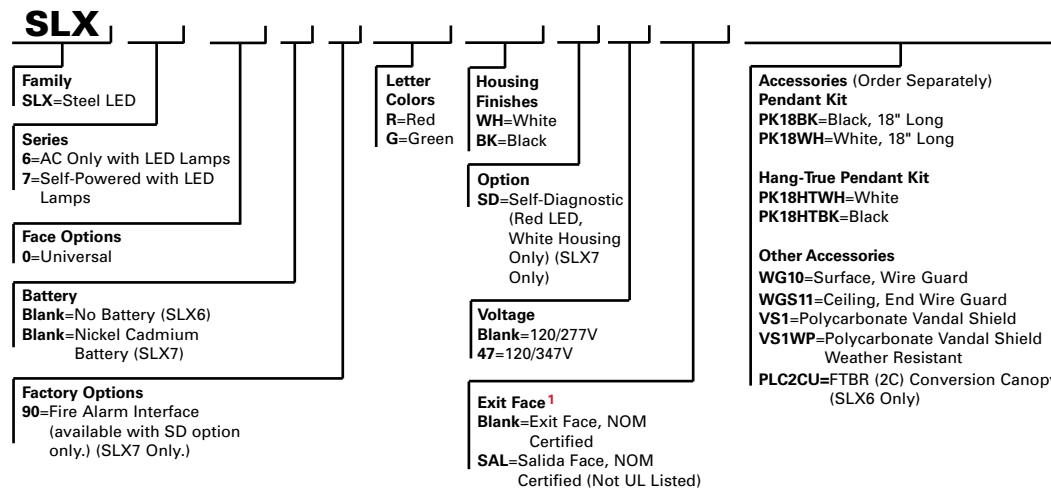 SLX
Family
SLX=Steel LED
Series
6=AC Only with LED Lamps
7=Self-Powered with LED
Lamps
Face Options
0=Universal
Battery
Blank=No Battery (SLX6)
Blank=Nickel Cadmium
Battery (SLX7)
Factory Options
90=Fire Alarm Interface
(available with SD option
only.) (SLX7 Only.)
Letter
Colors
R=Red
G=Green
Housing
Finishes
WH=White
BK=Black
Option
SD=Self-Diagnostic
(Red LED,
White Housing
Only) (SLX7
Only)
Voltage
Blank=120/277V
47=120/347V
Exit Face1
Blank=Exit Face, NOM
Certified
SAL=Salida Face, NOM
Certified (Not UL Listed)
Accessories (Order Separately)
Pendant Kit
PK18BK=Black, 18" Long
PK18WH=White, 18" Long
Hang-True Pendant Kit
PK18HTWH=White
PK18HTBK=Black
Other Accessories
WG10=Surface, Wire Guard
WGS11=Ceiling, End Wire Guard
VS1=Polycarbonate Vandal Shield
VS1WP=Polycarbonate Vandal Shield
Weather Resistant
PLC2CU=FTBR (2C) Conversion Canopy
(SLX6 Only)